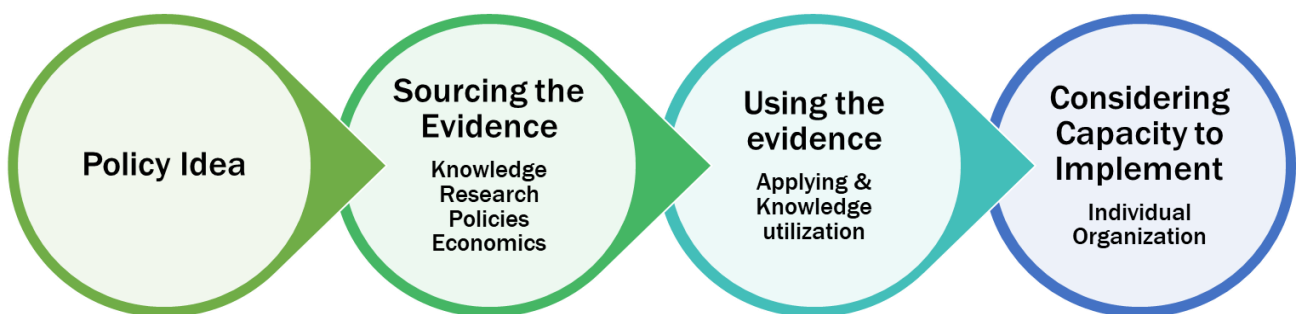 Policy Idea
Sourcing the
Evidence
Knowledge
Research
Policies
Economics
Using the
evidence
Applying &
Knowledge
utilization
Considering
Capacity to
Implement
Individual
Organization